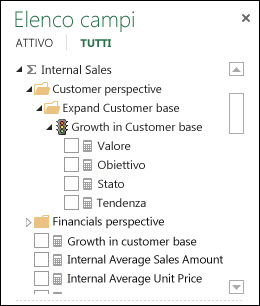 Elenco campi
ATTIVO TUTTI
Σ Internal Sales
Customer perspective
Expand Customer base
Growth in Customer base
Valore
Obiettivo
Stato
Tendenza
Financials perspective
Growth in customer base
Internal Average Sales Amount
Internal Average Unit Price